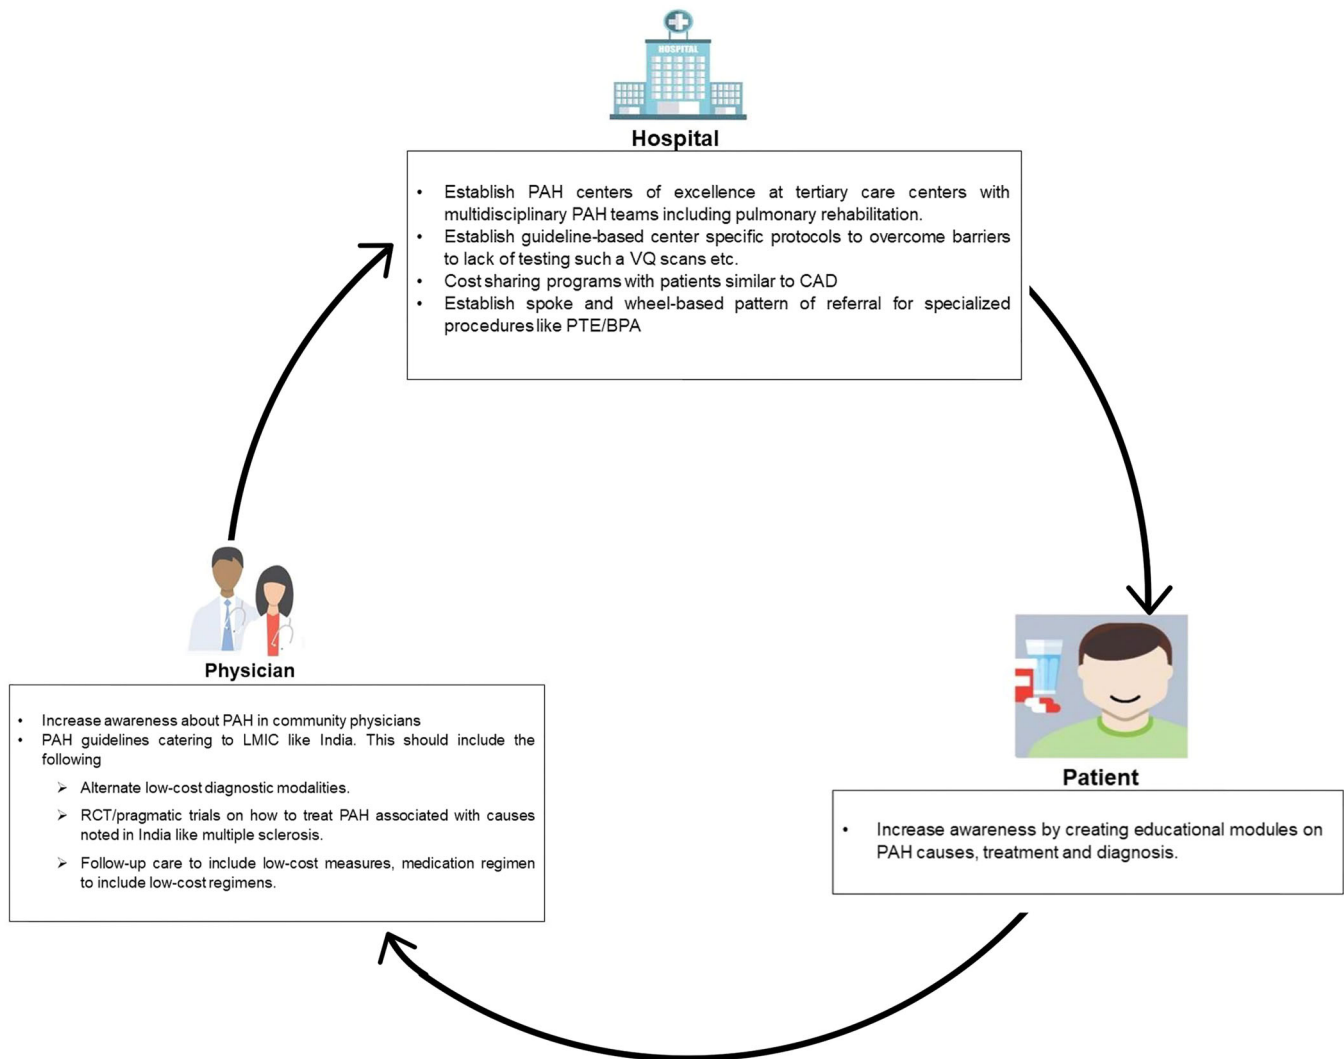 HOSPITAL
Hospital
• Establish PAH centers of excellence at tertiary care centers with
multidisciplinary PAH teams including pulmonary rehabilitation.
• Establish guideline-based center specific protocols to overcome barriers
to lack of testing such a VQ scans etc.
• Cost sharing programs with patients similar to CAD
• Establish spoke and wheel-based pattern of referral for specialized
procedures like PTE/BPA
Physician
• Increase awareness about PAH in community physicians
• PAH guidelines catering to LMIC like India. This should include the
following
➢ Alternate low-cost diagnostic modalities.
➢ RCT/pragmatic trials on how to treat PAH associated with causes
noted in India like multiple sclerosis.
➢ Follow-up care to include low-cost measures, medication regimen
to include low-cost regimens.
Patient
• Increase awareness by creating educational modules on
PAH causes, treatment and diagnosis.